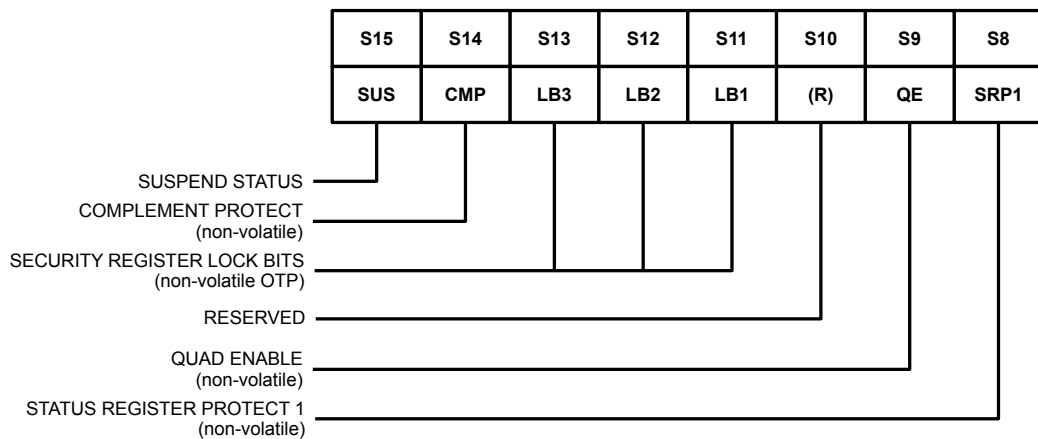 S15 S14 S13 S12 S11 S10 S9 S8
SUS CMP LB3 LB2 LB1 (R) QE SRP1
SUSPEND STATUS
COMPLEMENT PROTECT
(non-volatile)
SECURITY REGISTER LOCK BITS
(non-volatile OTP)
RESERVED
QUAD ENABLE
(non-volatile)
STATUS REGISTER PROTECT 1
(non-volatile)